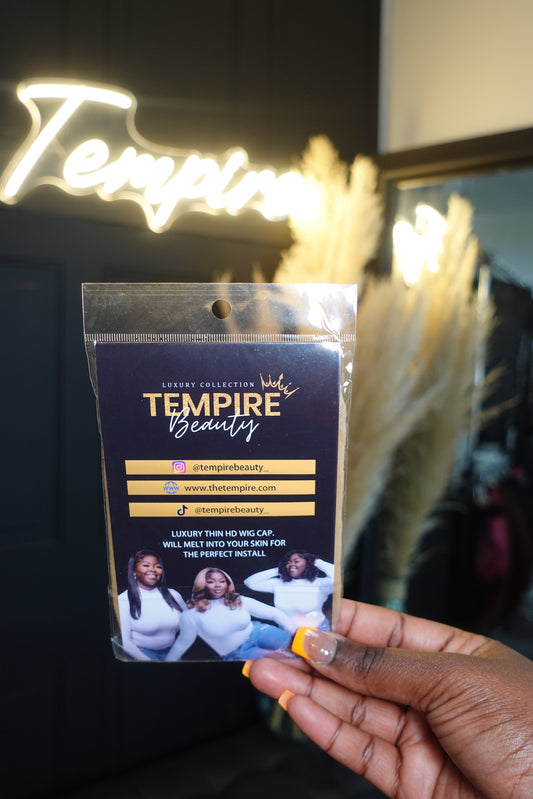 Tempire
LUXURY COLLECTION
TEMPIRE
Beauty
@tempirebeauty_
www www.thetempire.com
@tempirebeauty_
LUXURY THIN HD WIG CAP.
WILL MELT INTO YOUR SKIN FOR
THE PERFECT INSTALL